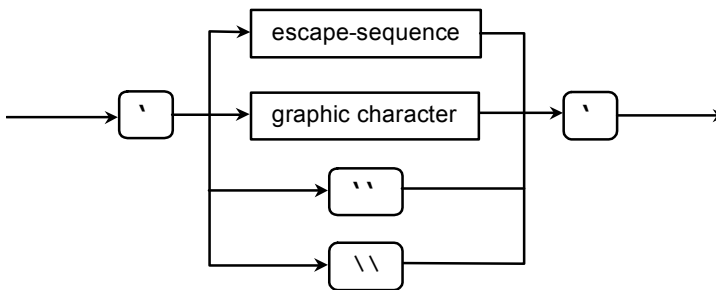 escape-sequence
‵ graphic character ‵
‵‵
\\